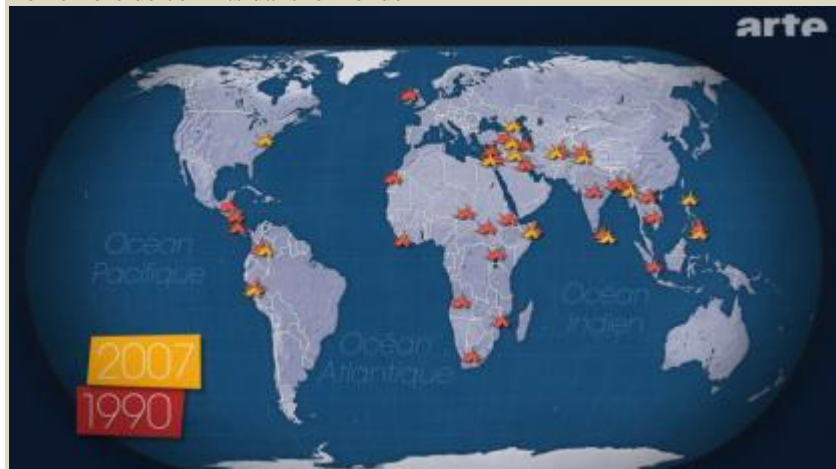 arte
Océan
Pacifique
Océan
Atlantique
Océan
Indien
2007
1990